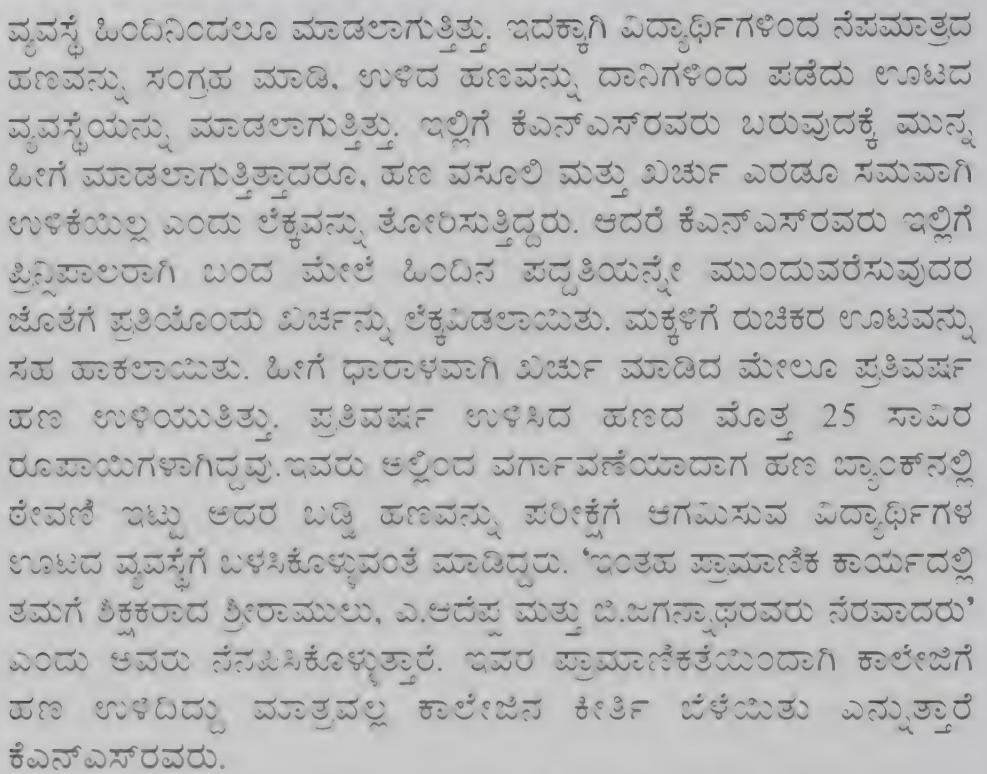 ವ್ಯವಸ್ಥೆ ಹಿಂದಿನಿಂದಲೂ ಮಾಡಲಾಗುತ್ತಿತ್ತು. ಇದಕ್ಕಾಗಿ ವಿದ್ಯಾರ್ಥಿಗಳಿಂದ ನೆಪಮಾತ್ರದ
ಹಣವನ್ನು ಸಂಗ್ರಹ ಮಾಡಿ, ಉಳಿದ ಹಣವನ್ನು ದಾನಿಗಳಿಂದ ಪಡೆದು ಊಟದ
ವ್ಯವಸ್ಥೆಯನ್ನು ಮಾಡಲಾಗುತ್ತಿತ್ತು. ಇಲ್ಲಿಗೆ ಕೆಎನ್ಎಸ್‌ರವರು ಬರುವುದಕ್ಕೆ ಮುನ್ನ
ಹೀಗೆ ಮಾಡಲಾಗುತ್ತಿತ್ತಾದರೂ, ಹಣ ವಸೂಲಿ ಮತ್ತು ಖರ್ಚು ಎರಡೂ ಸಮವಾಗಿ
ಉಳಿಕೆಯಿಲ್ಲ ಎಂದು ಲೆಕ್ಕವನ್ನು ತೋರಿಸುತ್ತಿದ್ದರು. ಆದರೆ ಕೆಎನ್ಎಸ್‌ರವರು ಇಲ್ಲಿಗೆ
ಪ್ರಿನ್ಸಿಪಾಲರಾಗಿ ಬಂದ ಮೇಲೆ ಹಿಂದಿನ ಪದ್ಧತಿಯನ್ನೇ ಮುಂದುವರೆಸುವುದರ
ಜೊತೆಗೆ ಪ್ರತಿಯೊಂದು ಖರ್ಚನ್ನು ಲೆಕ್ಕವಿಡಲಾಯಿತು. ಮಕ್ಕಳಿಗೆ ರುಚಿಕರ ಊಟವನ್ನು
ಸಹ ಹಾಕಲಾಯಿತು. ಹೀಗೆ ಧಾರಾಳವಾಗಿ ಖರ್ಚು ಮಾಡಿದ ಮೇಲೂ ಪ್ರತಿವರ್ಷ
ಹಣ ಉಳಿಯುತಿತ್ತು. ಪ್ರತಿವರ್ಷ ಉಳಿಸಿದ ಹಣದ ಮೊತ್ತ 25 ಸಾವಿರ
ರೂಪಾಯಿಗಳಾಗಿದ್ದವು.ಇವರು ಅಲ್ಲಿಂದ ವರ್ಗಾವಣೆಯಾದಾಗ ಹಣ ಬ್ಯಾಂಕ್‌ನಲ್ಲಿ
ಠೇವಣಿ ಇಟ್ಟು ಅದರ ಬಡ್ಡಿ ಹಣವನ್ನು ಪರೀಕ್ಷೆಗೆ ಆಗಮಿಸುವ ವಿದ್ಯಾರ್ಥಿಗಳ
ಊಟದ ವ್ಯವಸ್ಥೆಗೆ ಬಳಸಿಕೊಳ್ಳುವಂತೆ ಮಾಡಿದ್ದರು. ‘ಇಂತಹ ಪ್ರಾಮಾಣಿಕ ಕಾರ್ಯದಲ್ಲಿ
ತಮಗೆ ಶಿಕ್ಷಕರಾದ ಶ್ರೀರಾಮುಲು, ಎ.ಆದೆಪ್ಪ ಮತ್ತು ಬಿ.ಜಗನ್ನಾಥರವರು ನೆರವಾದರು’
ಎಂದು ಅವರು ನೆನಪಿಸಿಕೊಳ್ಳುತ್ತಾರೆ. ಇವರ ಪ್ರಾಮಾಣಿಕತೆಯಿಂದಾಗಿ ಕಾಲೇಜಿಗೆ
ಹಣ ಉಳಿದಿದ್ದು ಮಾತ್ರವಲ್ಲ ಕಾಲೇಜಿನ ಕೀರ್ತಿ ಬೆಳೆಯಿತು ಎನ್ನುತ್ತಾರೆ
ಕೆಎನ್‌ಎಸ್‌ರವರು.